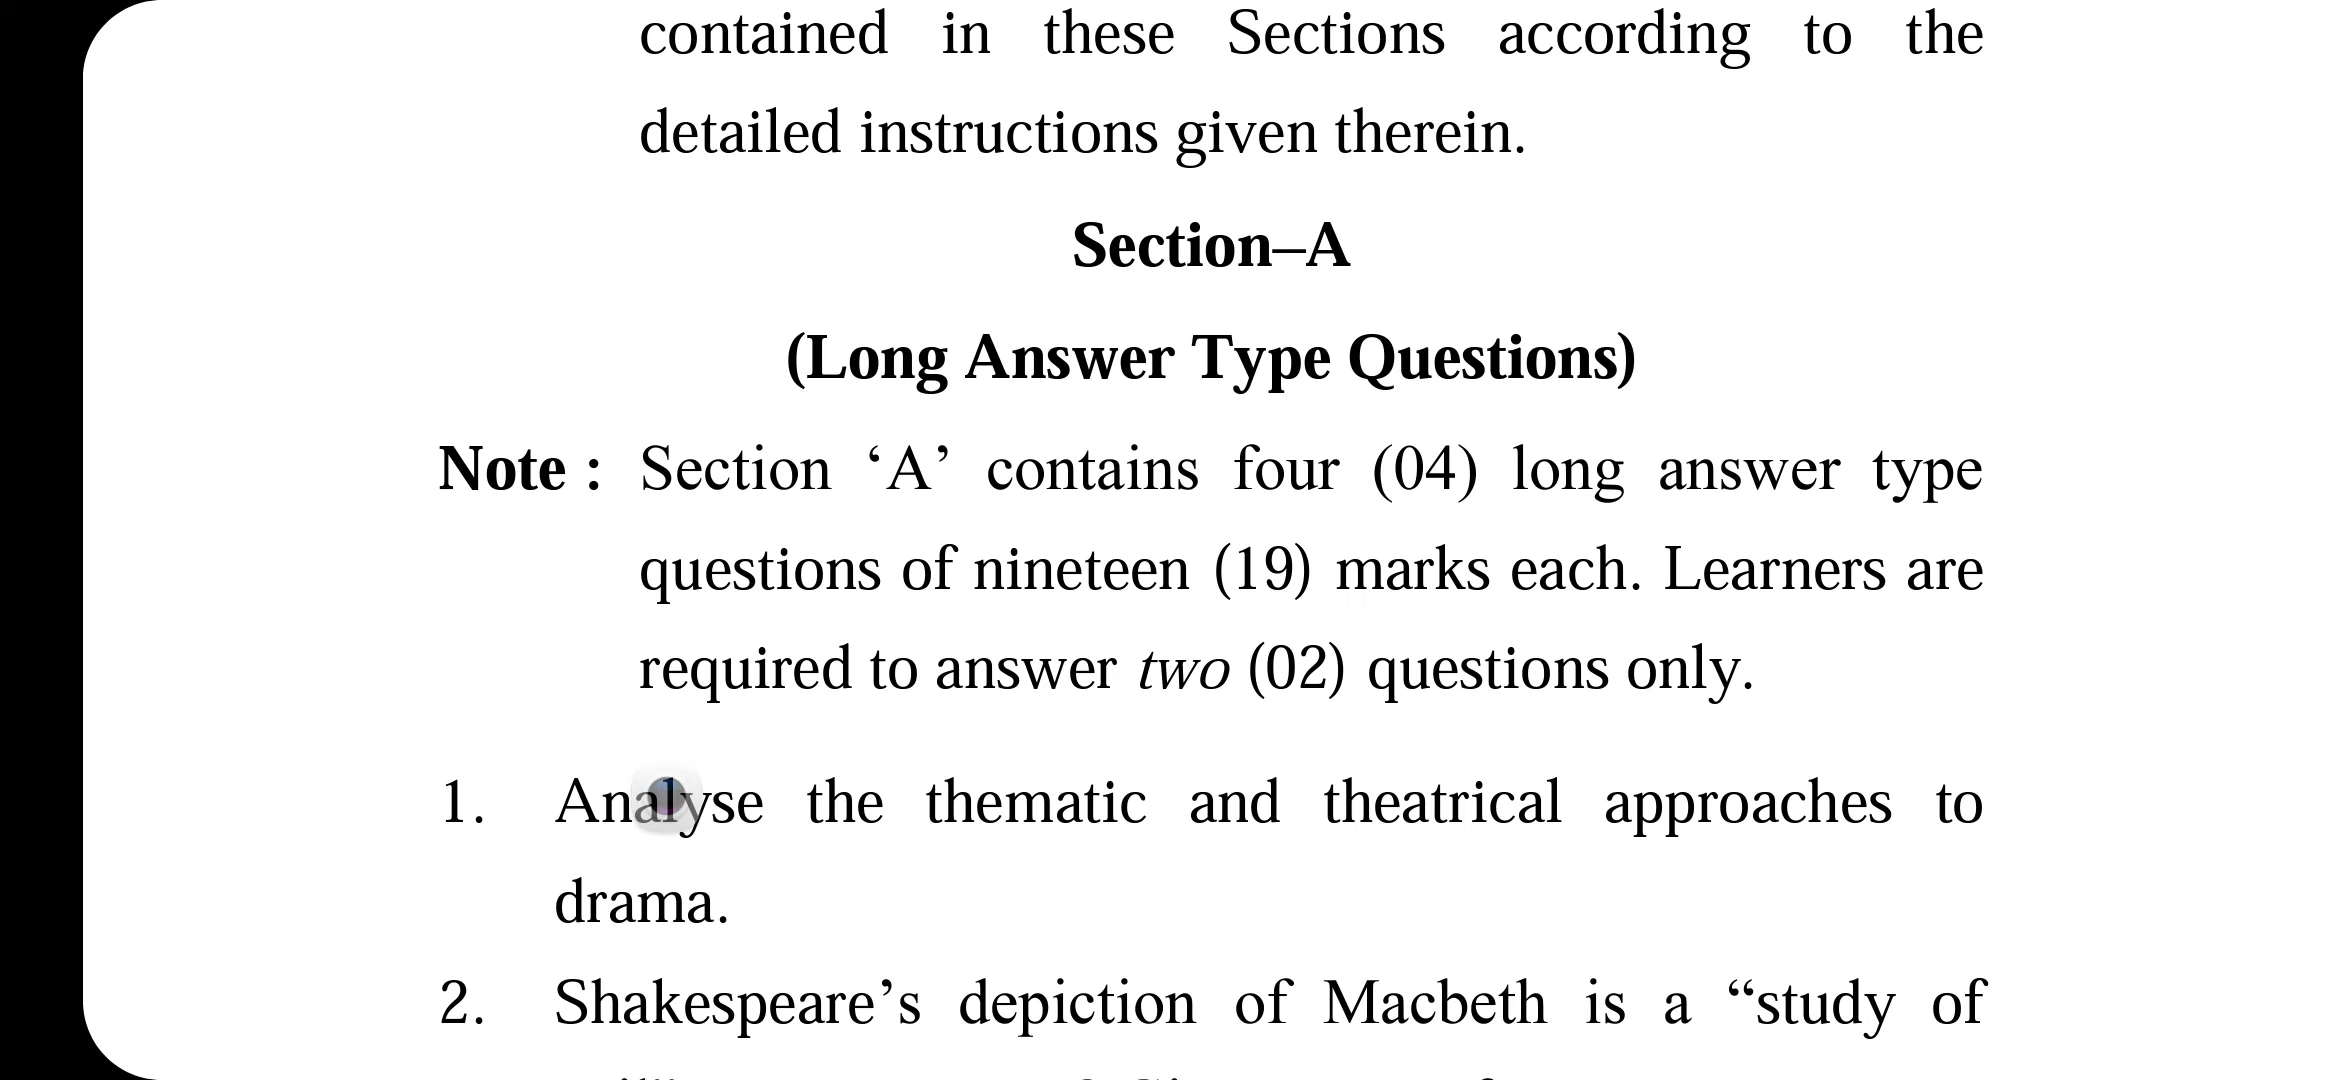 contained in these Sections according to the
detailed instructions given therein.
Section–A
(Long Answer Type Questions)
Note : Section ‘A’ contains four (04) long answer type
questions of nineteen (19) marks each. Learners are
required to answer two (02) questions only.
1. Analyse the thematic and theatrical approaches to
drama.
2. Shakespeare’s depiction of Macbeth is a “study of